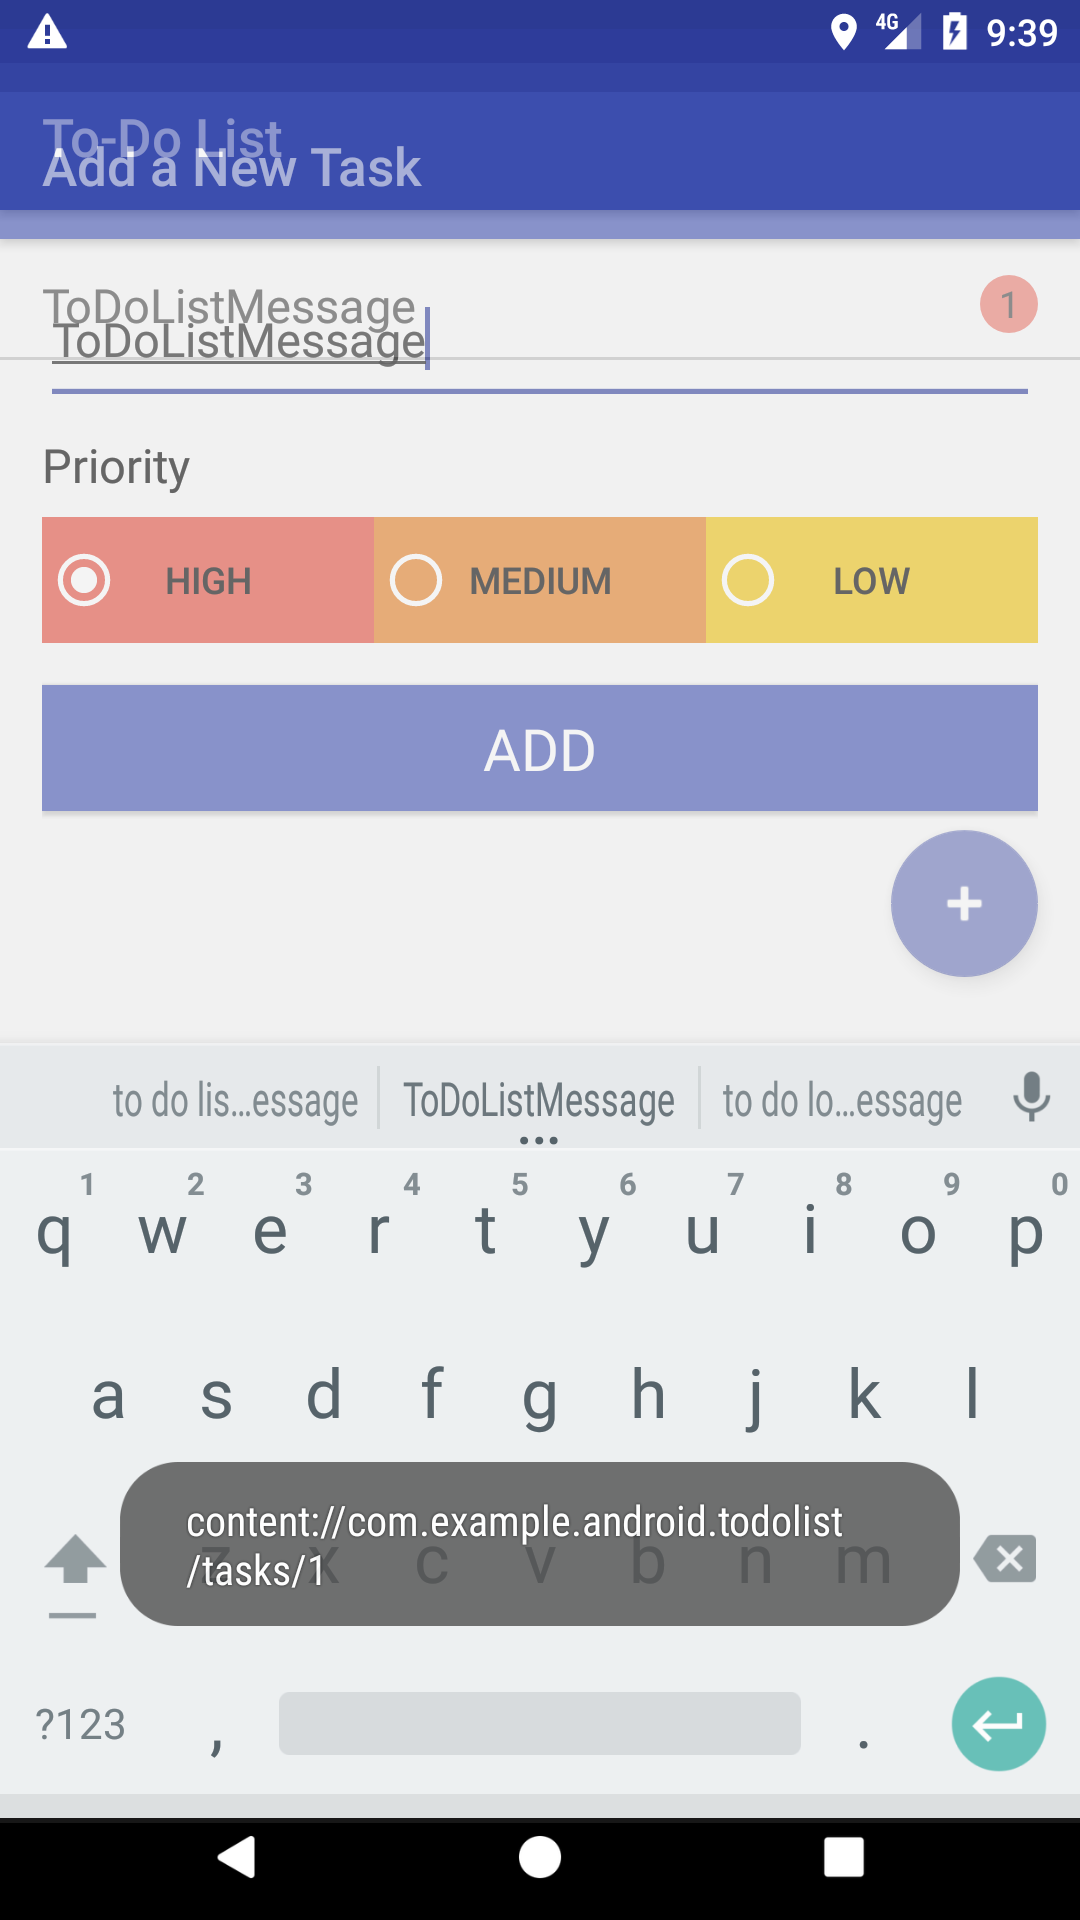 4G 9:39
To-Do List
Add a New Task
ToDoListMessage 1
ToDoListMessage
Priority
HIGH MEDIUM LOW
ADD
+
to do lis...essage ToDoListMessage to do lo...essage
1 2 3 4 5 6 7 8 9 0
q w e r t y u i o p
a s d f g h j k l
content://com.example.android.todolist
/tasks/1
z x c v b n m
?123 , .